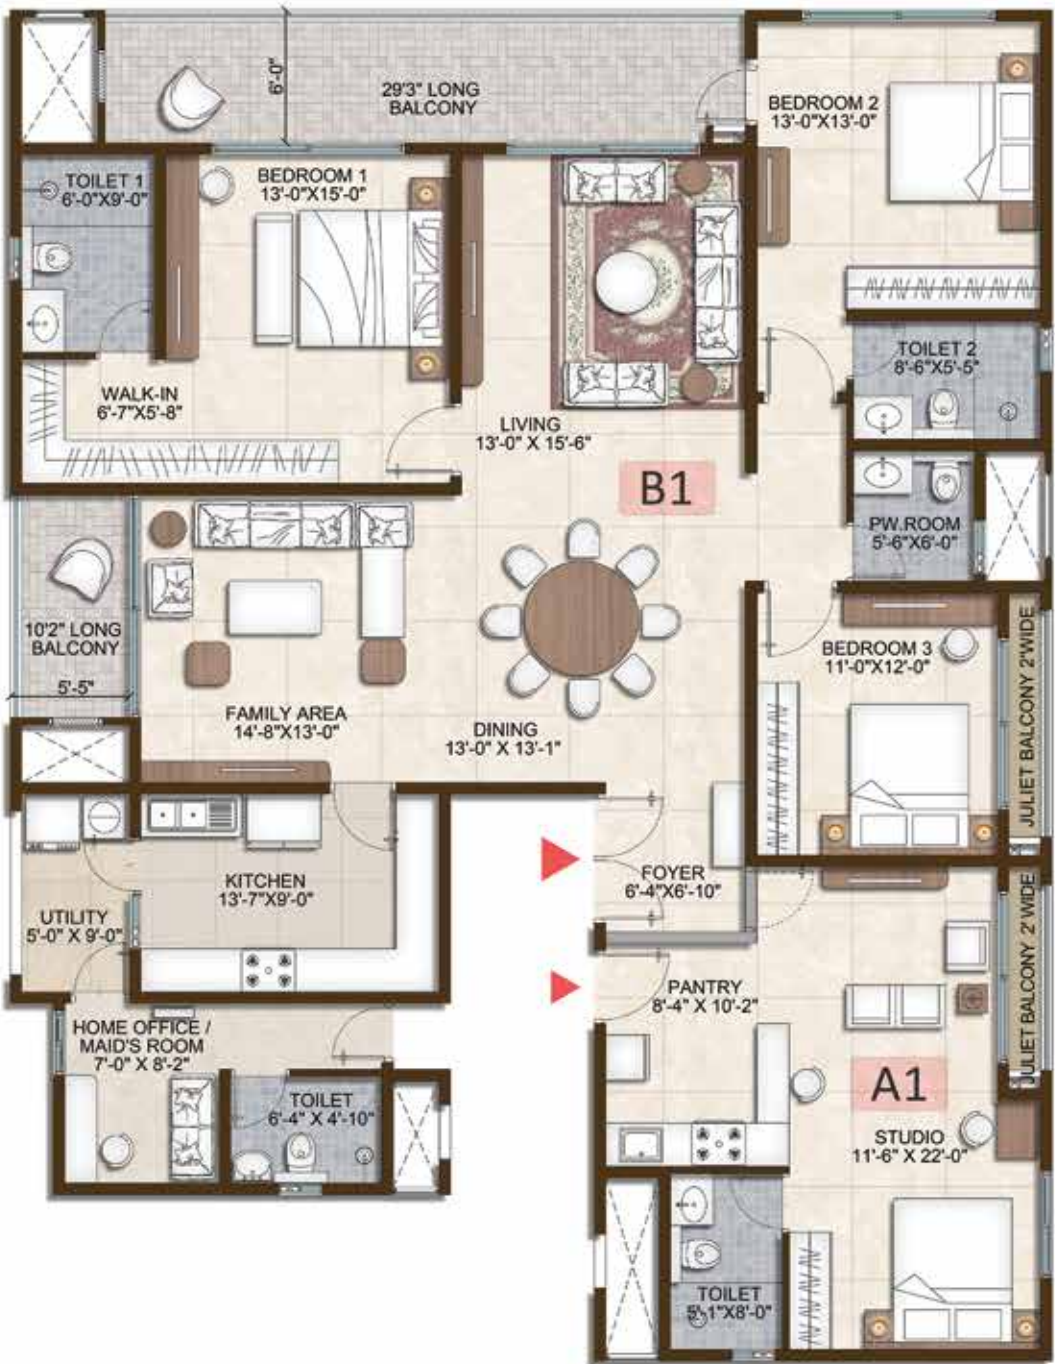 6'-0"
29'3" LONG
BALCONY
BEDROOM 2
13'-0"X13'-0"
TOILET 1
6'-0"X9'-0"
BEDROOM 1
13'-0"X15'-0"
TOILET 2
8'-6"X5'-5"
WALK-IN
6'-7"X5'-8"
LIVING
13'-0" X 15'-6"
B1
PW.ROOM
5'-6"X6'-0"
10'2" LONG
BALCONY
5'-5"
BEDROOM 3
11'-0"X12'-0"
JULIET BALCONY 2'WIDE
FAMILY AREA
14'-8"X13'-0"
DINING
13'-0" X 13'-1"
KITCHEN
13'-7"X9'-0"
FOYER
6'-4"X6'-10"
UTILITY
5'-0" X 9'-0"
JULIET BALCONY 2' WIDE
PANTRY
8'-4" X 10'-2"
HOME OFFICE /
MAID'S ROOM
7'-0" X 8'-2"
A1
TOILET
6'-4" X 4'-10"
STUDIO
11'-6" X 22'-0"
TOILET
5'-1"X8'-0"